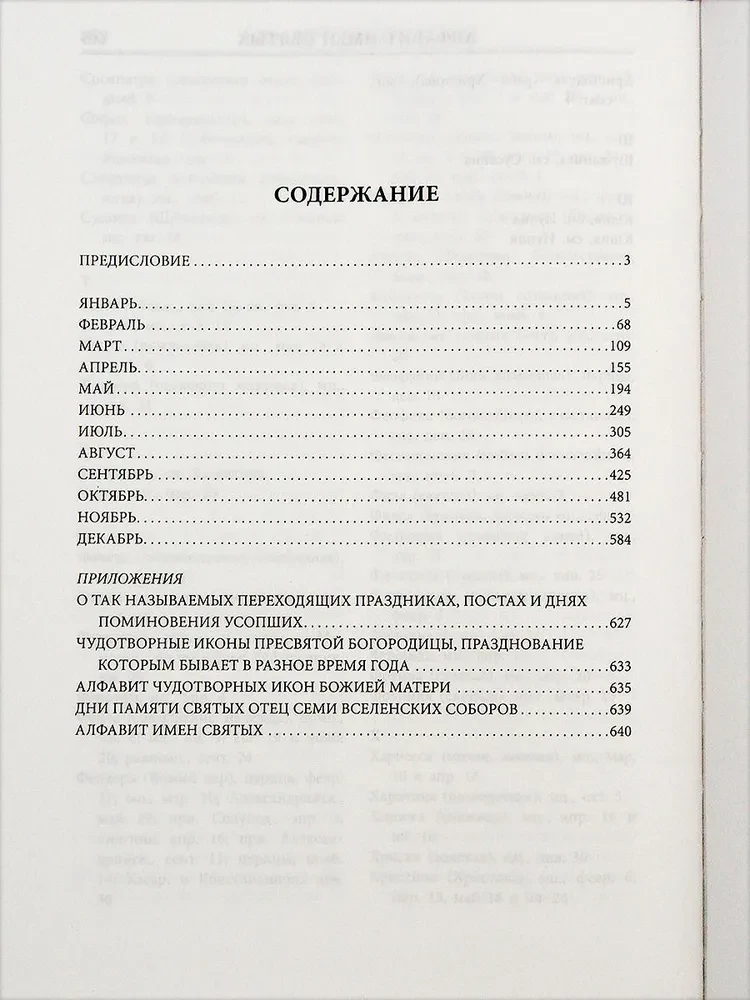 СОДЕРЖАНИЕ
ПРЕДИСЛОВИЕ 3
ЯНВАРЬ 5
ФЕВРАЛЬ 68
МАРТ 109
АПРЕЛЬ 155
МАЙ 194
ИЮНЬ 249
ИЮЛЬ 305
АВГУСТ 364
СЕНТЯБРЬ 425
ОКТЯБРЬ 481
НОЯБРЬ 532
ДЕКАБРЬ 584
ПРИЛОЖЕНИЯ
О ТАК НАЗЫВАЕМЫХ ПЕРЕХОДЯЩИХ ПРАЗДНИКАХ, ПОСТАХ И ДНЯХ
ПОМИНОВЕНИЯ УСОПШИХ 627
ЧУДОТВОРНЫЕ ИКОНЫ ПРЕСВЯТОЙ БОГОРОДИЦЫ, ПРАЗДНОВАНИЕ
КОТОРЫМ БЫВАЕТ В РАЗНОЕ ВРЕМЯ ГОДА 633
АЛФАВИТ ЧУДОТВОРНЫХ ИКОН БОЖИЕЙ МАТЕРИ 635
ДНИ ПАМЯТИ СВЯТЫХ ОТЕЦ СЕМИ ВСЕЛЕНСКИХ СОБОРОВ 639
АЛФАВИТ ИМЕН СВЯТЫХ 640